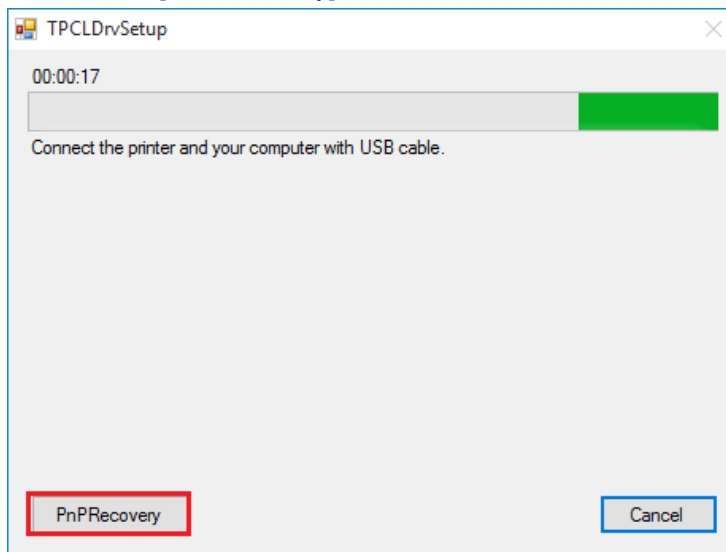 TPCLDrvSetup
00:00:17
Connect the printer and your computer with USB cable.
PnPRecovery
Cancel